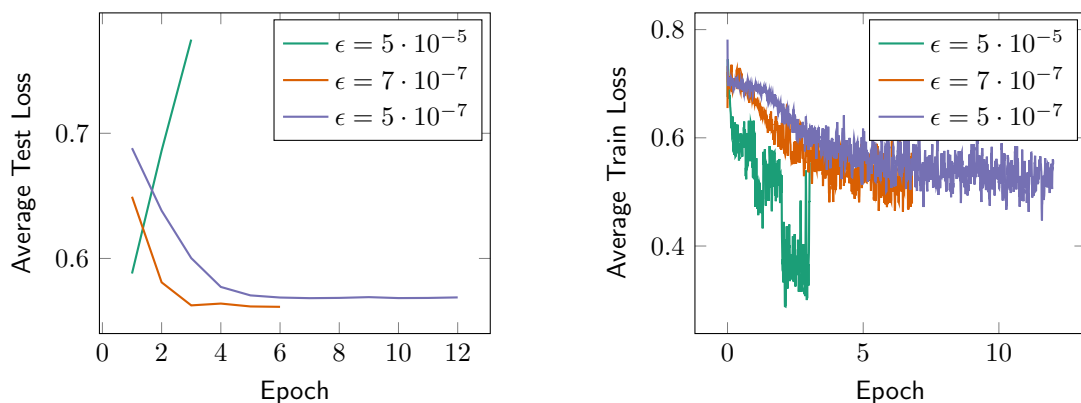 0.7
0.6
Average Test Loss
0 2 4 6 8 10 12
Epoch
ϵ = 5 · 10⁻⁵
ϵ = 7 · 10⁻⁷
ϵ = 5 · 10⁻⁷
0.8
0.6
0.4
Average Train Loss
0 5 10
Epoch
ϵ = 5 · 10⁻⁵
ϵ = 7 · 10⁻⁷
ϵ = 5 · 10⁻⁷